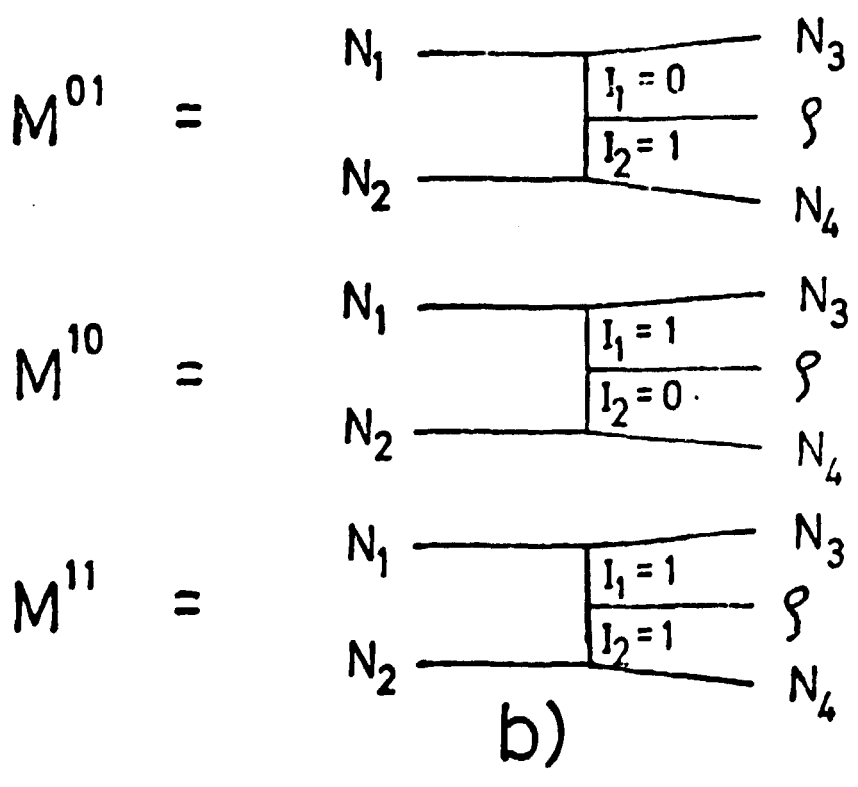 N₁ N₃
M⁰¹ = I₁ = 0 ρ
I₂ = 1
N₂ N₄
N₁ N₃
M¹⁰ = I₁ = 1 ρ
I₂ = 0
N₂ N₄
N₁ N₃
M¹¹ = I₁ = 1 ρ
I₂ = 1
N₂ N₄
b)